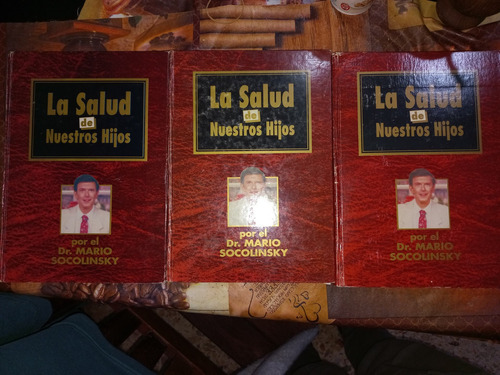 La Salud
de
Nuestros Hijos
por el
Dr. MARIO
SOCOLINSKY
La Salud
de
Nuestros Hijos
por el
Dr. MARIO
SOCOLINSKY
La Salud
de
Nuestros Hijos
por el
Dr. MARIO
SOCOLINSKY